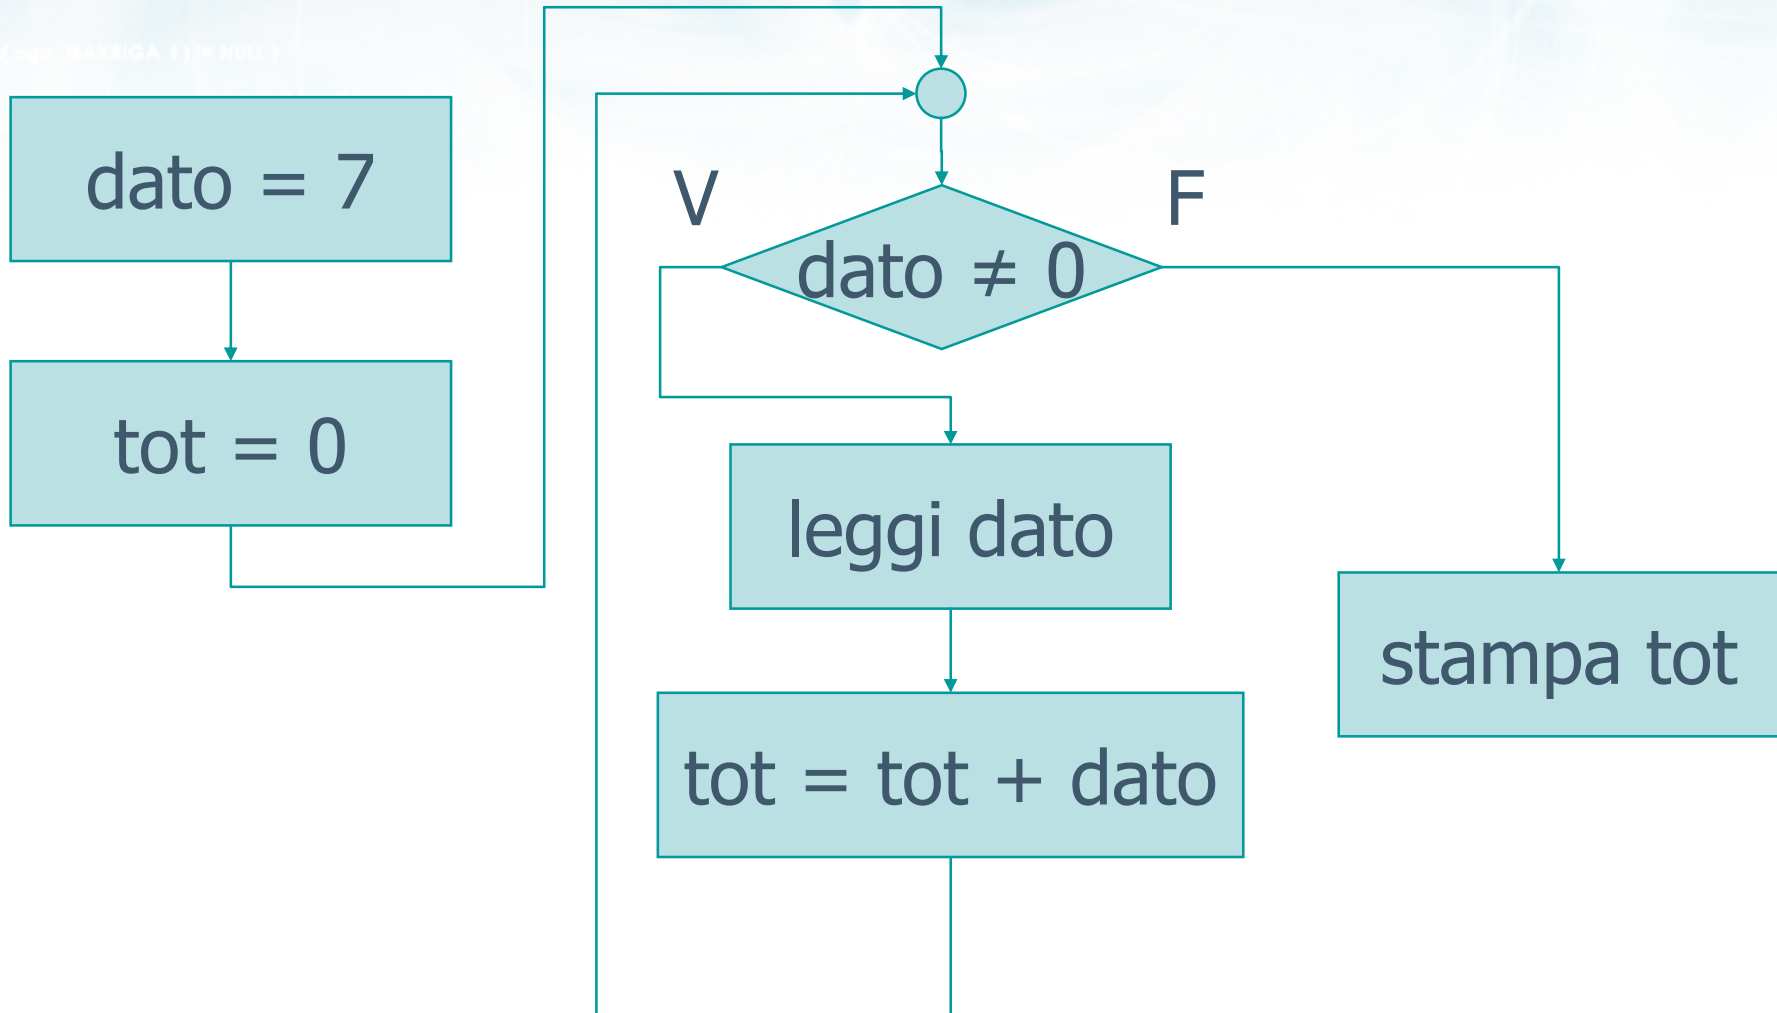 dato = 7
tot = 0
V
F
dato ≠ 0
leggi dato
tot = tot + dato
stampa tot